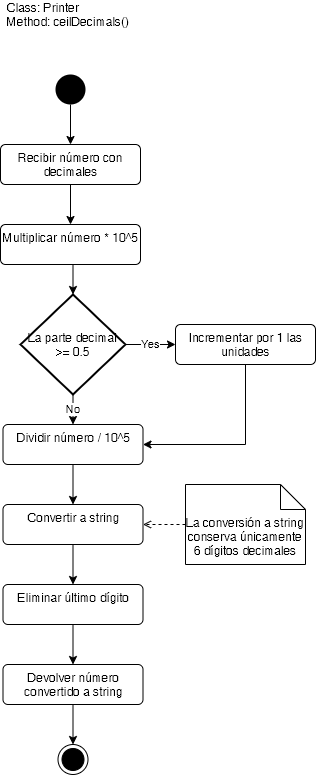 Class: Printer
Method: ceilDecimals()
Recibir número con
decimales
Multiplicar número * 10^5
La parte decimal
>= 0.5
Yes
Incrementar por 1 las
unidades
No
Dividir número / 10^5
Convertir a string
La conversión a string
conserva únicamente
6 dígitos decimales
Eliminar último dígito
Devolver número
convertido a string